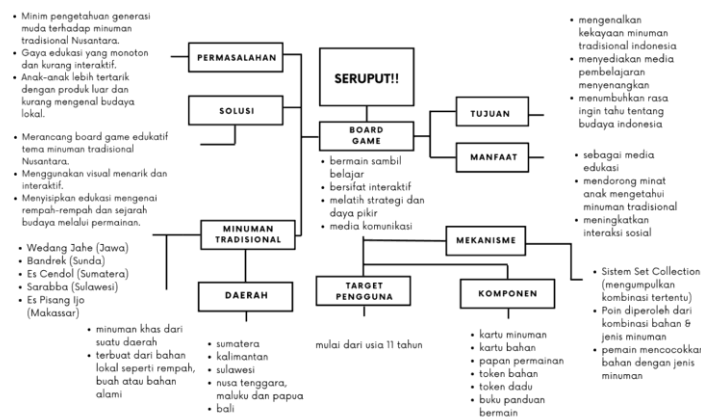 • Minim pengetahuan generasi
muda terhadap minuman
tradisional Nusantara.
• Gaya edukasi yang monoton
dan kurang interaktif.
• Anak-anak lebih tertarik
dengan produk luar dan
kurang mengenal budaya
lokal.
PERMASALAHAN
SOLUSI
• Merancang board game edukatif
tema minuman tradisional
Nusantara.
• Menggunakan visual menarik dan
interaktif.
• Menyisipkan edukasi mengenai
rempah-rempah dan sejarah
budaya melalui permainan.
SERUPUT!!
BOARD
GAME
• bermain sambil
belajar
• bersifat interaktif
• melatih strategi dan
daya pikir
• media komunikasi
• mengenalkan
kekayaan minuman
tradisional indonesia
• menyediakan media
pembelajaran
menyenangkan
• menumbuhkan rasa
ingin tahu tentang
budaya indonesia
TUJUAN
MANFAAT
• sebagai media
edukasi
• mendorong minat
anak mengetahui
minuman tradisional
• meningkatkan
interaksi sosial
MINUMAN
TRADISIONAL
• Wedang Jahe (Jawa)
• Bandrek (Sunda)
• Es Cendol (Sumatera)
• Sarabba (Sulawesi)
• Es Pisang Ijo
(Makassar)
DAERAH
• minuman khas dari
suatu daerah
• terbuat dari bahan
lokal seperti rempah,
buah atau bahan
alami
• sumatera
• kalimantan
• sulawesi
• nusa tenggara,
maluku dan papua
• bali
TARGET
PENGGUNA
mulai dari usia 11 tahun
MEKANISME
KOMPONEN
• kartu minuman
• kartu bahan
• papan permainan
• token bahan
• token dadu
• buku panduan
bermain
• Sistem Set Collection
(mengumpulkan
kombinasi tertentu)
• Poin diperoleh dari
kombinasi bahan &
jenis minuman
• pemain mencocokka
bahan dengan jenis
minuman